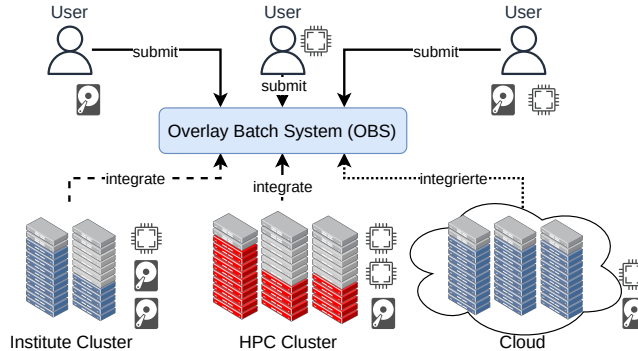 User
User
User
submit
submit
submit
Overlay Batch System (OBS)
integrate
integrate
integrierte
Institute Cluster
HPC Cluster
Cloud